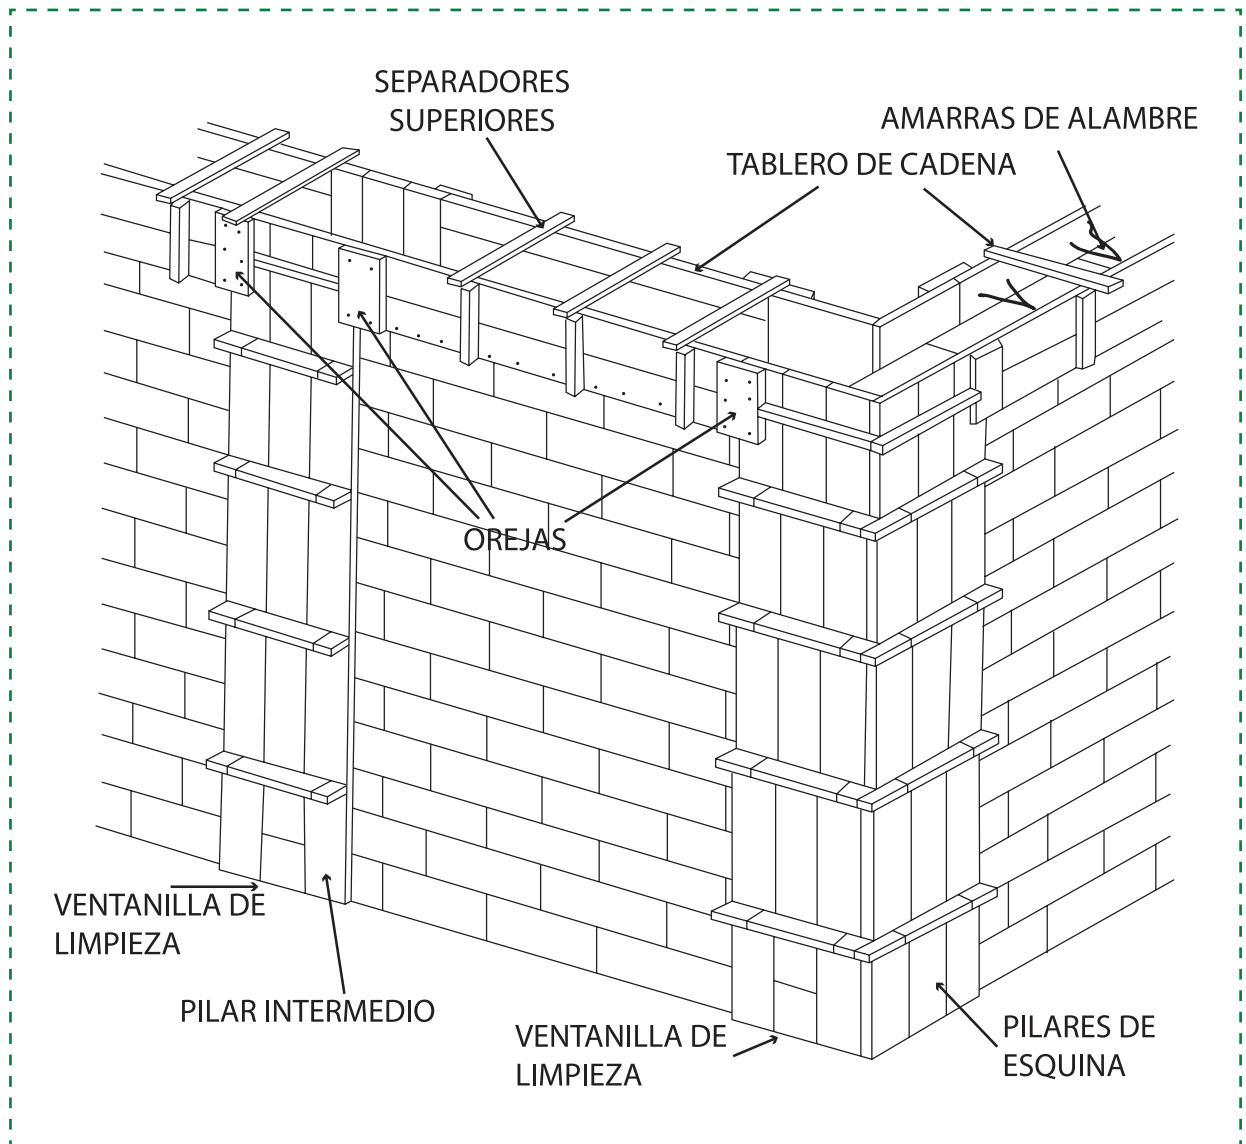 SEPARADORES
SUPERIORES
AMARRAS DE ALAMBRE
TABLERO DE CADENA
OREJAS
VENTANILLA DE
LIMPIEZA
PILAR INTERMEDIO
VENTANILLA DE
LIMPIEZA
PILARES DE
ESQUINA